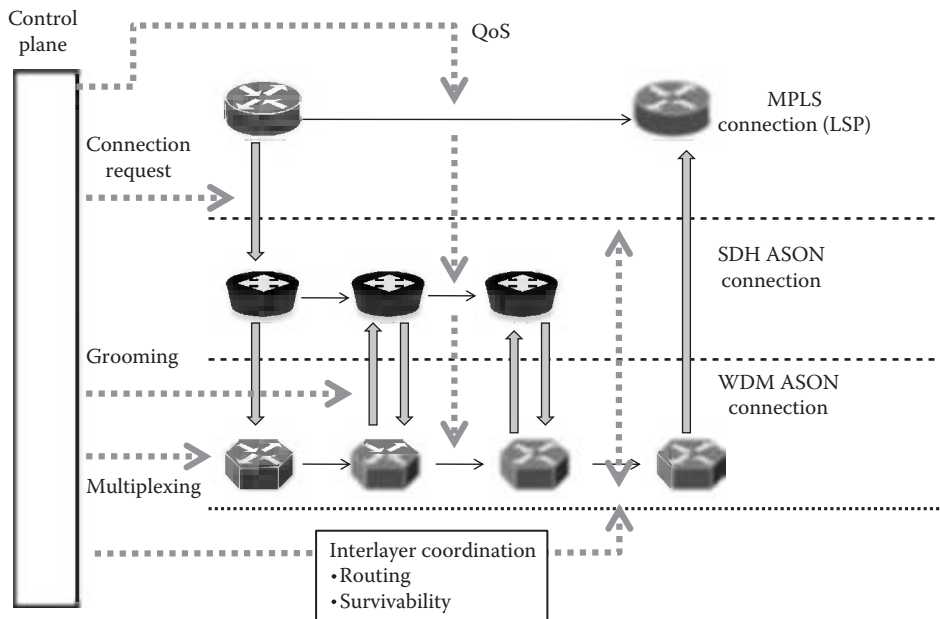 Control
plane
QoS
MPLS
connection (LSP)
Connection
request
SDH ASON
connection
Grooming
WDM ASON
connection
Multiplexing
Interlayer coordination
•Routing
•Survivability